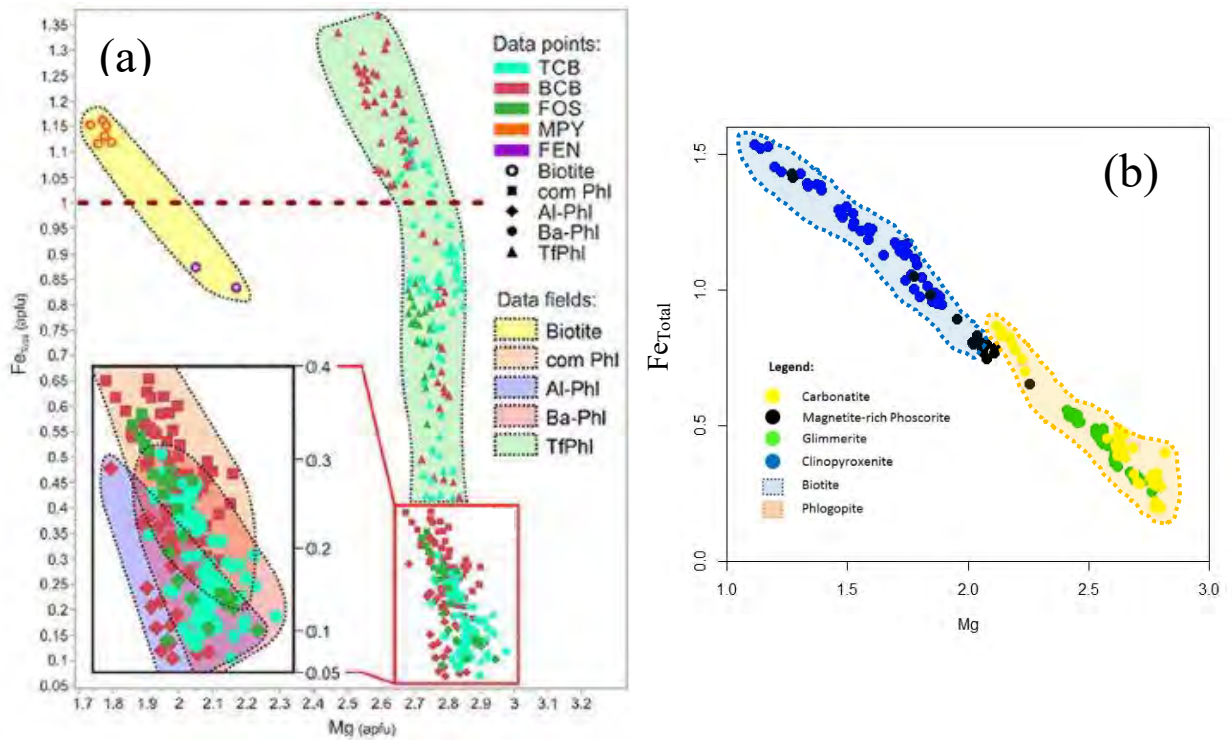 (a)
Data points:
TCB
BCB
FOS
MPY
FEN
Biotite
com Phl
Al-Phl
Ba-Phl
TfPhl
Data fields:
Biotite
com Phl
Al-Phl
Ba-Phl
TfPhl
1.35
1.3
1.25
1.2
1.15
1.1
1.05
1
0.95
0.9
0.85
0.8
0.75
0.7
0.65
0.6
0.55
0.5
0.45
0.4
0.35
0.3
0.25
0.2
0.15
0.1
0.05
Fe Total (apfu)
0.4
0.3
0.2
0.1
0.05
1.7 1.8 1.9 2 2.1 2.2 2.3 2.4 2.5 2.6 2.7 2.8 2.9 3 3.1 3.2
Mg (apfu)
(b)
1.5
1.0
0.5
0.0
FeTotal
Legend:
Carbonatite
Magnetite-rich Phoscorite
Glimmerite
Clinopyroxenite
Biotite
Phlogopite
1.0 1.5 2.0 2.5 3.0
Mg